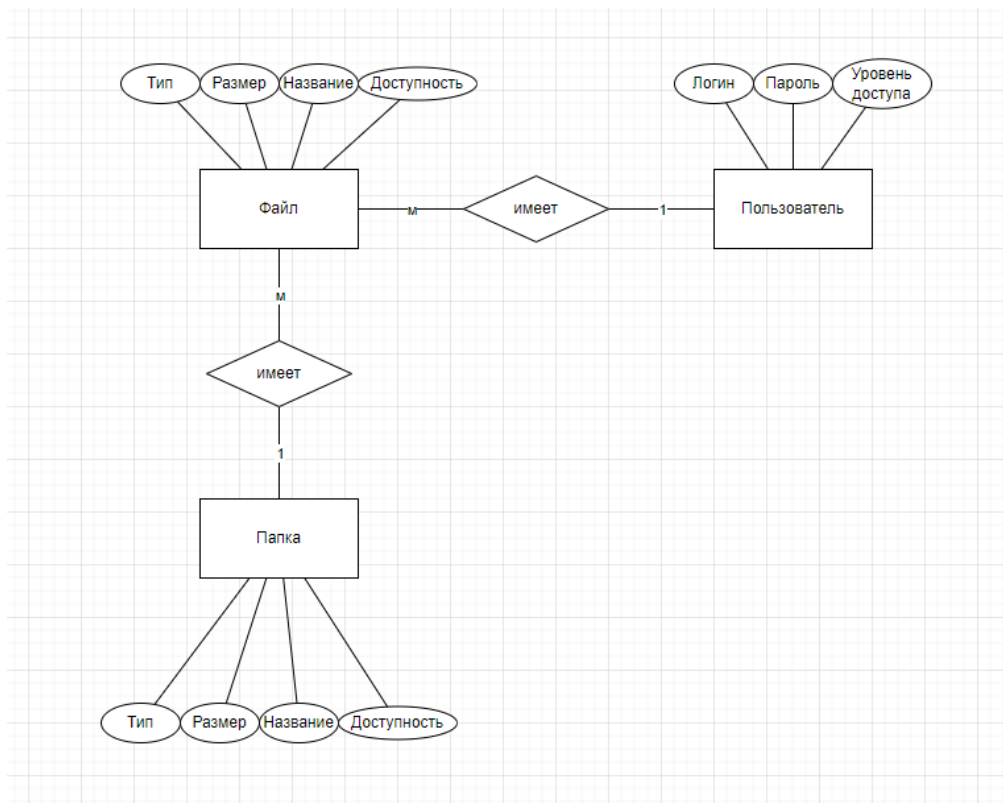 Тип
Размер
Название
Доступность
Логин
Пароль
Уровень
доступа
Файл
м
имеет
1
Пользователь
м
имеет
1
Папка
Тип
Размер
Название
Доступность